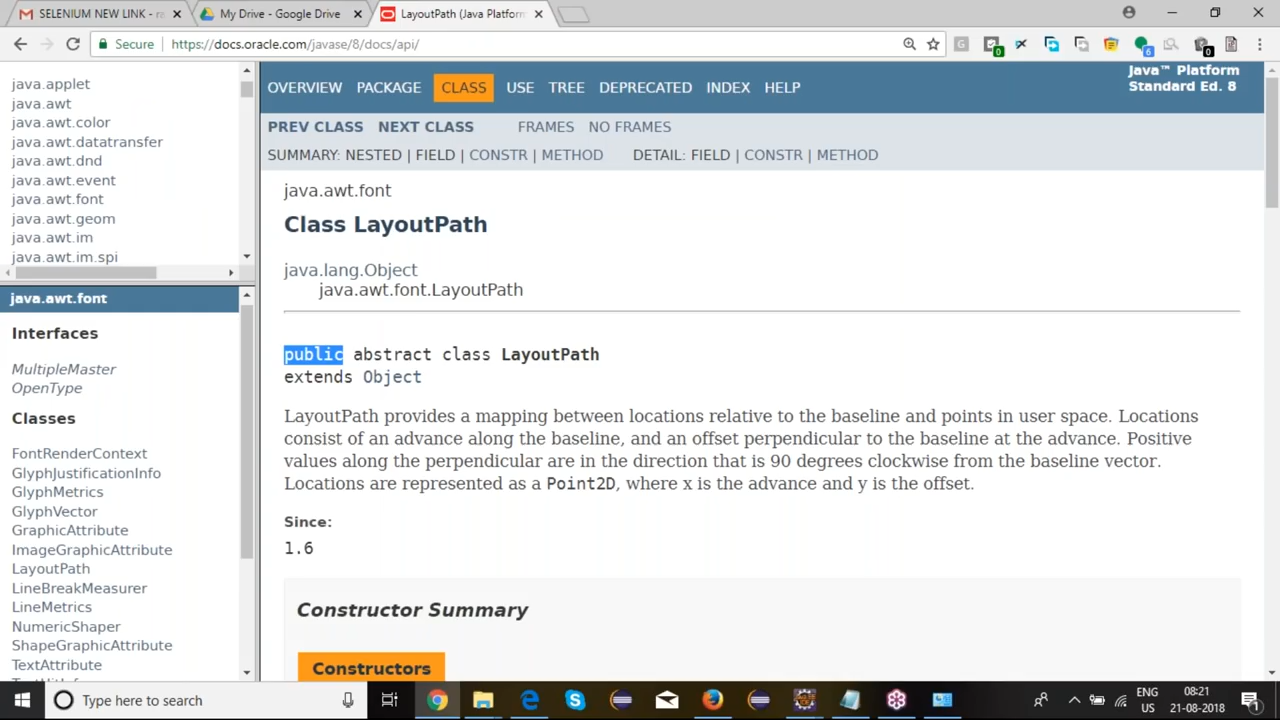 SELENIUM NEW LINK - ra
My Drive - Google Drive
LayoutPath (Java Platform
Secure
https://docs.oracle.com/javase/8/docs/api/
java.applet
java.awt
java.awt.color
java.awt.datatransfer
java.awt.dnd
java.awt.event
java.awt.font
java.awt.geom
java.awt.im
java.awt.im.spi
java.awt.font
Interfaces
MultipleMaster
OpenType
Classes
FontRenderContext
GlyphJustificationInfo
GlyphMetrics
GlyphVector
GraphicAttribute
ImageGraphicAttribute
LayoutPath
LineBreakMeasurer
LineMetrics
NumericShaper
ShapeGraphicAttribute
TextAttribute
OVERVIEW PACKAGE CLASS USE TREE DEPRECATED INDEX HELP
Java™ Platform
Standard Ed. 8
PREV CLASS NEXT CLASS FRAMES NO FRAMES
SUMMARY: NESTED | FIELD | CONSTR | METHOD DETAIL: FIELD | CONSTR | METHOD
java.awt.font
Class LayoutPath
java.lang.Object
java.awt.font.LayoutPath
public abstract class LayoutPath
extends Object
LayoutPath provides a mapping between locations relative to the baseline and points in user space. Locations
consist of an advance along the baseline, and an offset perpendicular to the baseline at the advance. Positive
values along the perpendicular are in the direction that is 90 degrees clockwise from the baseline vector.
Locations are represented as a Point2D, where x is the advance and y is the offset.
Since:
1.6
Constructor Summary
Constructors
Type here to search
ENG
US
08:21
21-08-2018